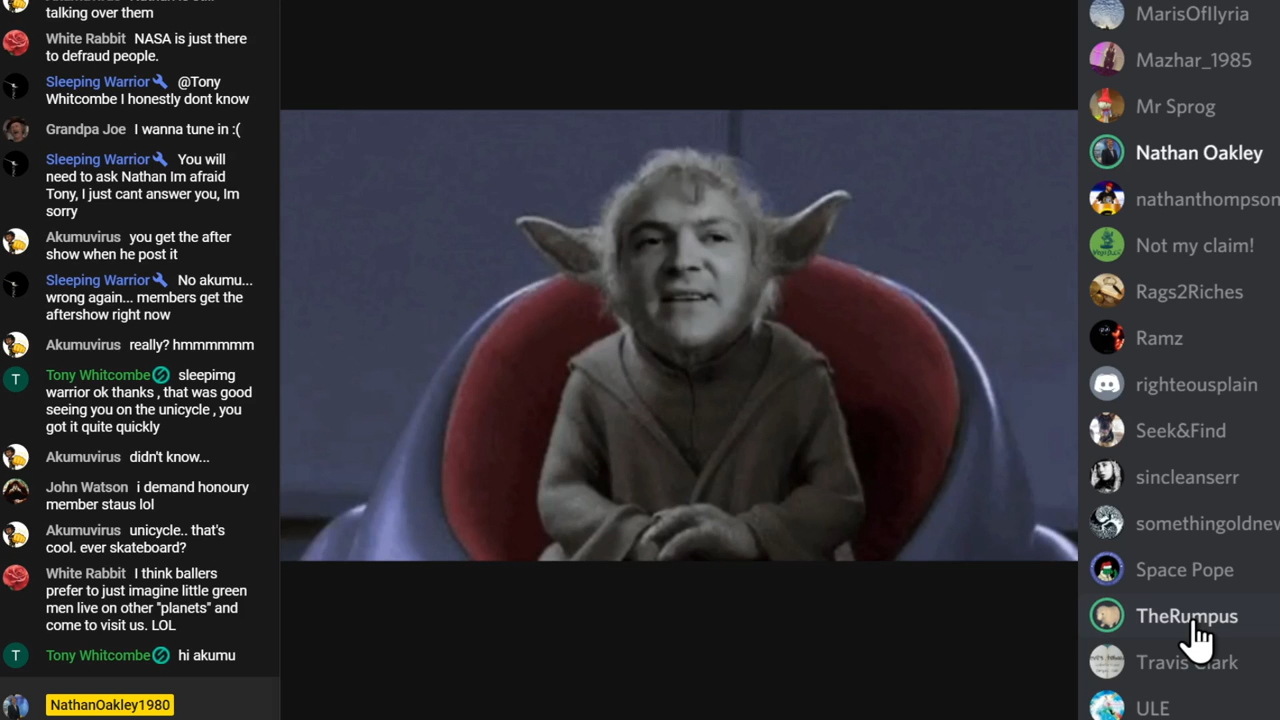 talking over them
White Rabbit NASA is just there
to defraud people.
Sleeping Warrior @Tony
Whitcombe I honestly dont know
Grandpa Joe I wanna tune in :(
Sleeping Warrior You will
need to ask Nathan Im afraid
Tony, I just cant answer you, Im
sorry
Akumuvirus you get the after
show when he post it
Sleeping Warrior No akumu...
wrong again... members get the
aftershow right now
Akumuvirus really? hmmmmmm
T
Tony Whitcombe sleepimg
warrior ok thanks , that was good
seeing you on the unicycle , you
got it quite quickly
Akumuvirus didn't know...
John Watson i demand honoury
member staus lol
Akumuvirus unicycle.. that's
cool. ever skateboard?
White Rabbit I think ballers
prefer to just imagine little green
men live on other "planets" and
come to visit us. LOL
T
Tony Whitcombe hi akumu
NathanOakley1980
MarisOfIlyria
Mazhar_1985
Mr Sprog
Nathan Oakley
nathanthompson
Not my claim!
Rags2Riches
Ramz
righteousplain
Seek&Find
sincleanserr
somethingoldnew
Space Pope
TheRumpus
Travis Clark
ULE